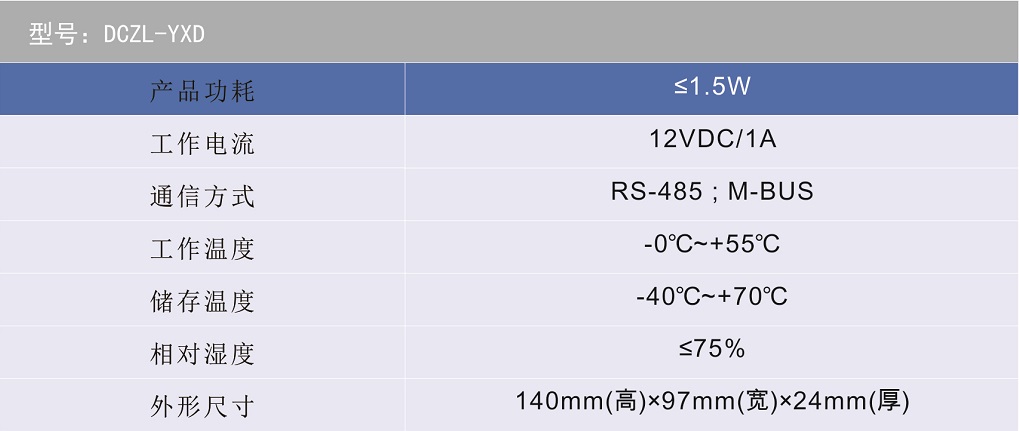 型号：DCZL-YXD
产品功耗 ≤1.5W
工作电流 12VDC/1A
通信方式 RS-485；M-BUS
工作温度 -0℃~+55℃
储存温度 -40℃~+70℃
相对湿度 ≤75%
外形尺寸 140mm(高)×97mm(宽)×24mm(厚)